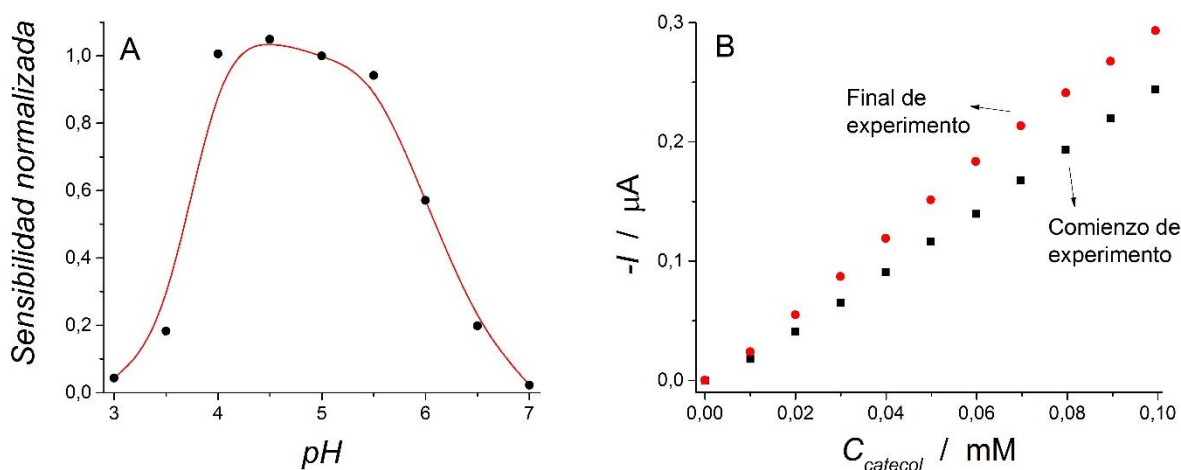 A
Sensibilidad normalizada
1,0
0,8
0,6
0,4
0,2
0,0
3
4
5
6
7
pH
B
-I / µA
0,3
0,2
0,1
0,0
Final de
experimento
Comienzo de
experimento
0,00
0,02
0,04
0,06
0,08
0,10
C catecol / mM